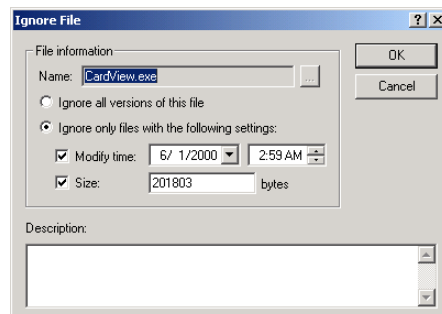 Ignore File
File information
OK
Name: CardView.exe ...
Cancel
Ignore all versions of this file
Ignore only files with the following settings:
Modify time: 6/ 1/2000 2:59 AM
Size: 201803 bytes
Description: